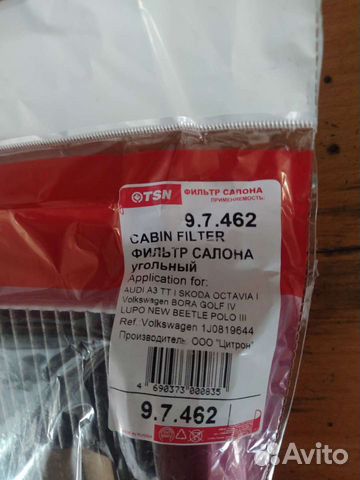 TSN ФИЛЬТР САЛОНА
ПРИМЕНЯЕМОСТЬ:
9.7.462
CABIN FILTER
ФИЛЬТР САЛОНА
угольный
Application for:
AUDI A3 TT I SKODA OCTAVIA I
Volkswagen BORA GOLF IV
LUPO NEW BEETLE POLO III
Ref. Volkswagen 1J0819644
Производитель ООО "Цитрон"
4 690373 000835
9.7.462
Avito